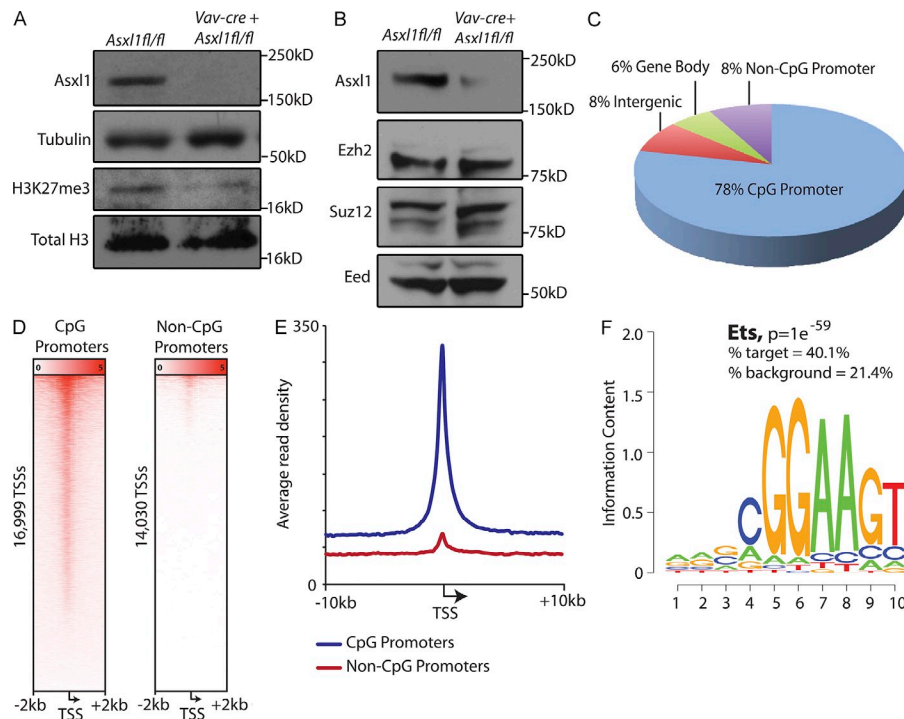 A
Asxl1fl/fl
Vav-cre +
Asxl1fl/fl
250kD
Asxl1
150kD
Tubulin
50kD
H3K27me3
16kD
Total H3
16kD
B
Asxl1fl/fl
Vav-cre+
Asxl1fl/fl
250kD
Asxl1
150kD
Ezh2
75kD
Suz12
75kD
Eed
50kD
C
6% Gene Body
8% Non-CpG Promoter
8% Intergenic
78% CpG Promoter
D
CpG
Promoters
Non-CpG
Promoters
0 5
0 5
16,999 TSSs
14,030 TSSs
-2kb +2kb
TSS
-2kb +2kb
TSS
E
350
Average read density
0
-10kb +10kb
TSS
CpG Promoters
Non-CpG Promoters
F
Ets, p=1e-59
% target = 40.1%
% background = 21.4%
Information Content
2.0
1.5
1.0
0.5
0
CGGAAGT
1 2 3 4 5 6 7 8 9 10